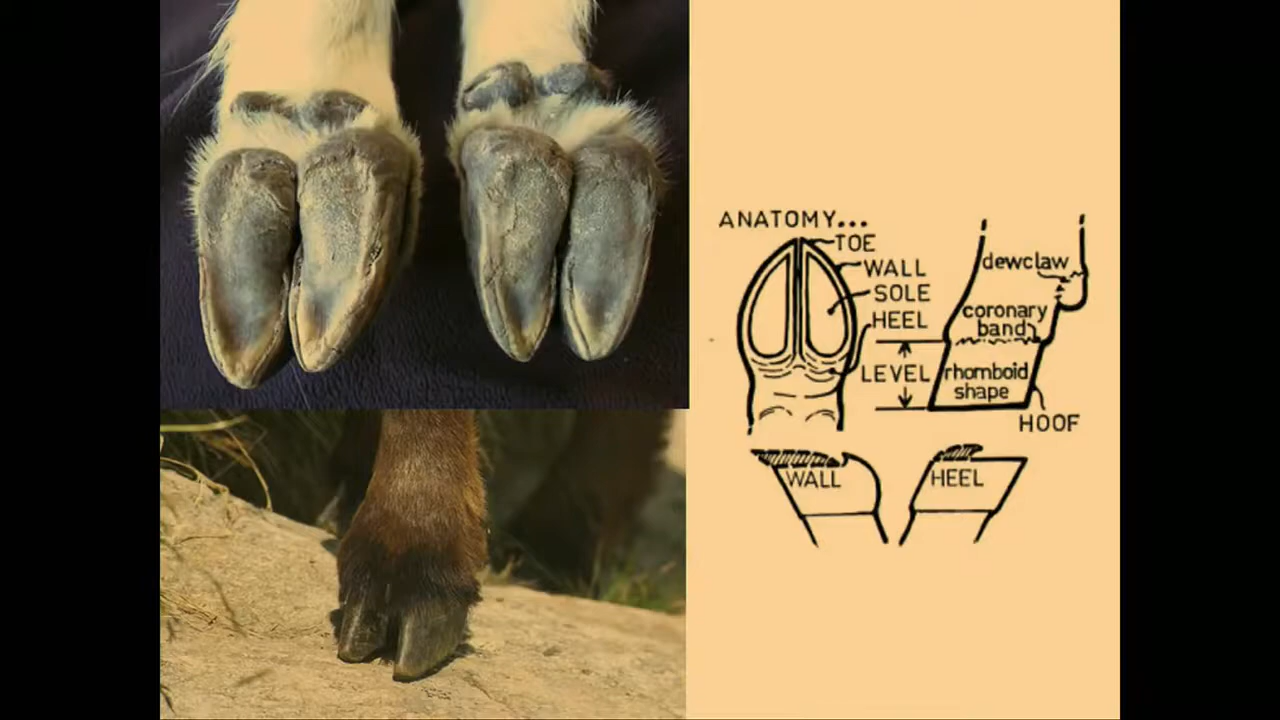 ANATOMY...
TOE
WALL
SOLE
HEEL
LEVEL
dewclaw
coronary
band
rhomboid
shape
HOOF
WALL
HEEL